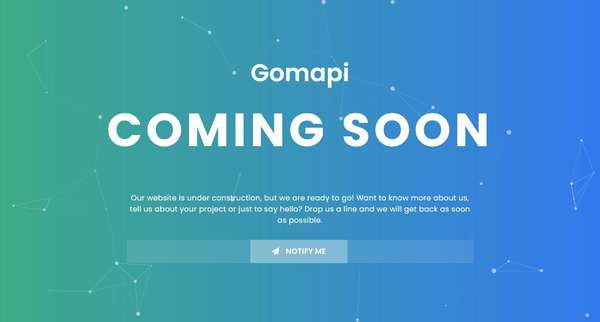 Gomapi
COMING SOON
Our website is under construction, but we are ready to go! Want to know more about us,
tell us about your project or just to say hello? Drop us a line and we will get back as soon
as possible.
NOTIFY ME